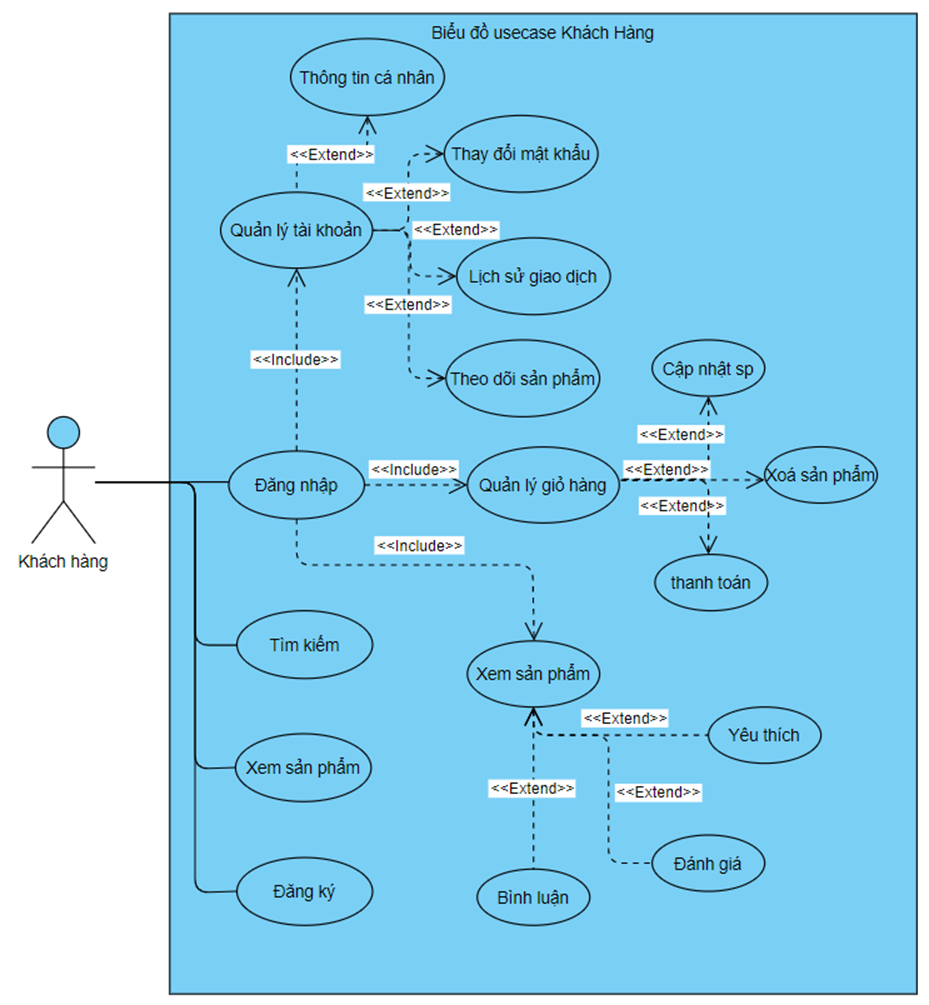 Biểu đồ usecase Khách Hàng
Thông tin cá nhân
<<Extend>>
Thay đổi mật khẩu
<<Extend>>
Quản lý tài khoản
<<Extend>>
Lịch sử giao dịch
<<Extend>>
<<Include>>
Cập nhật sp
Theo dõi sản phẩm
<<Extend>>
<<Include>>
<<Extend>>
Xoá sản phẩm
Đăng nhập
Quản lý giỏ hàng
<<Extend>>
<<Include>>
Khách hàng
thanh toán
Tìm kiếm
Xem sản phẩm
<<Extend>>
Yêu thích
Xem sản phẩm
<<Extend>>
<<Extend>>
Đánh giá
Đăng ký
Bình luận